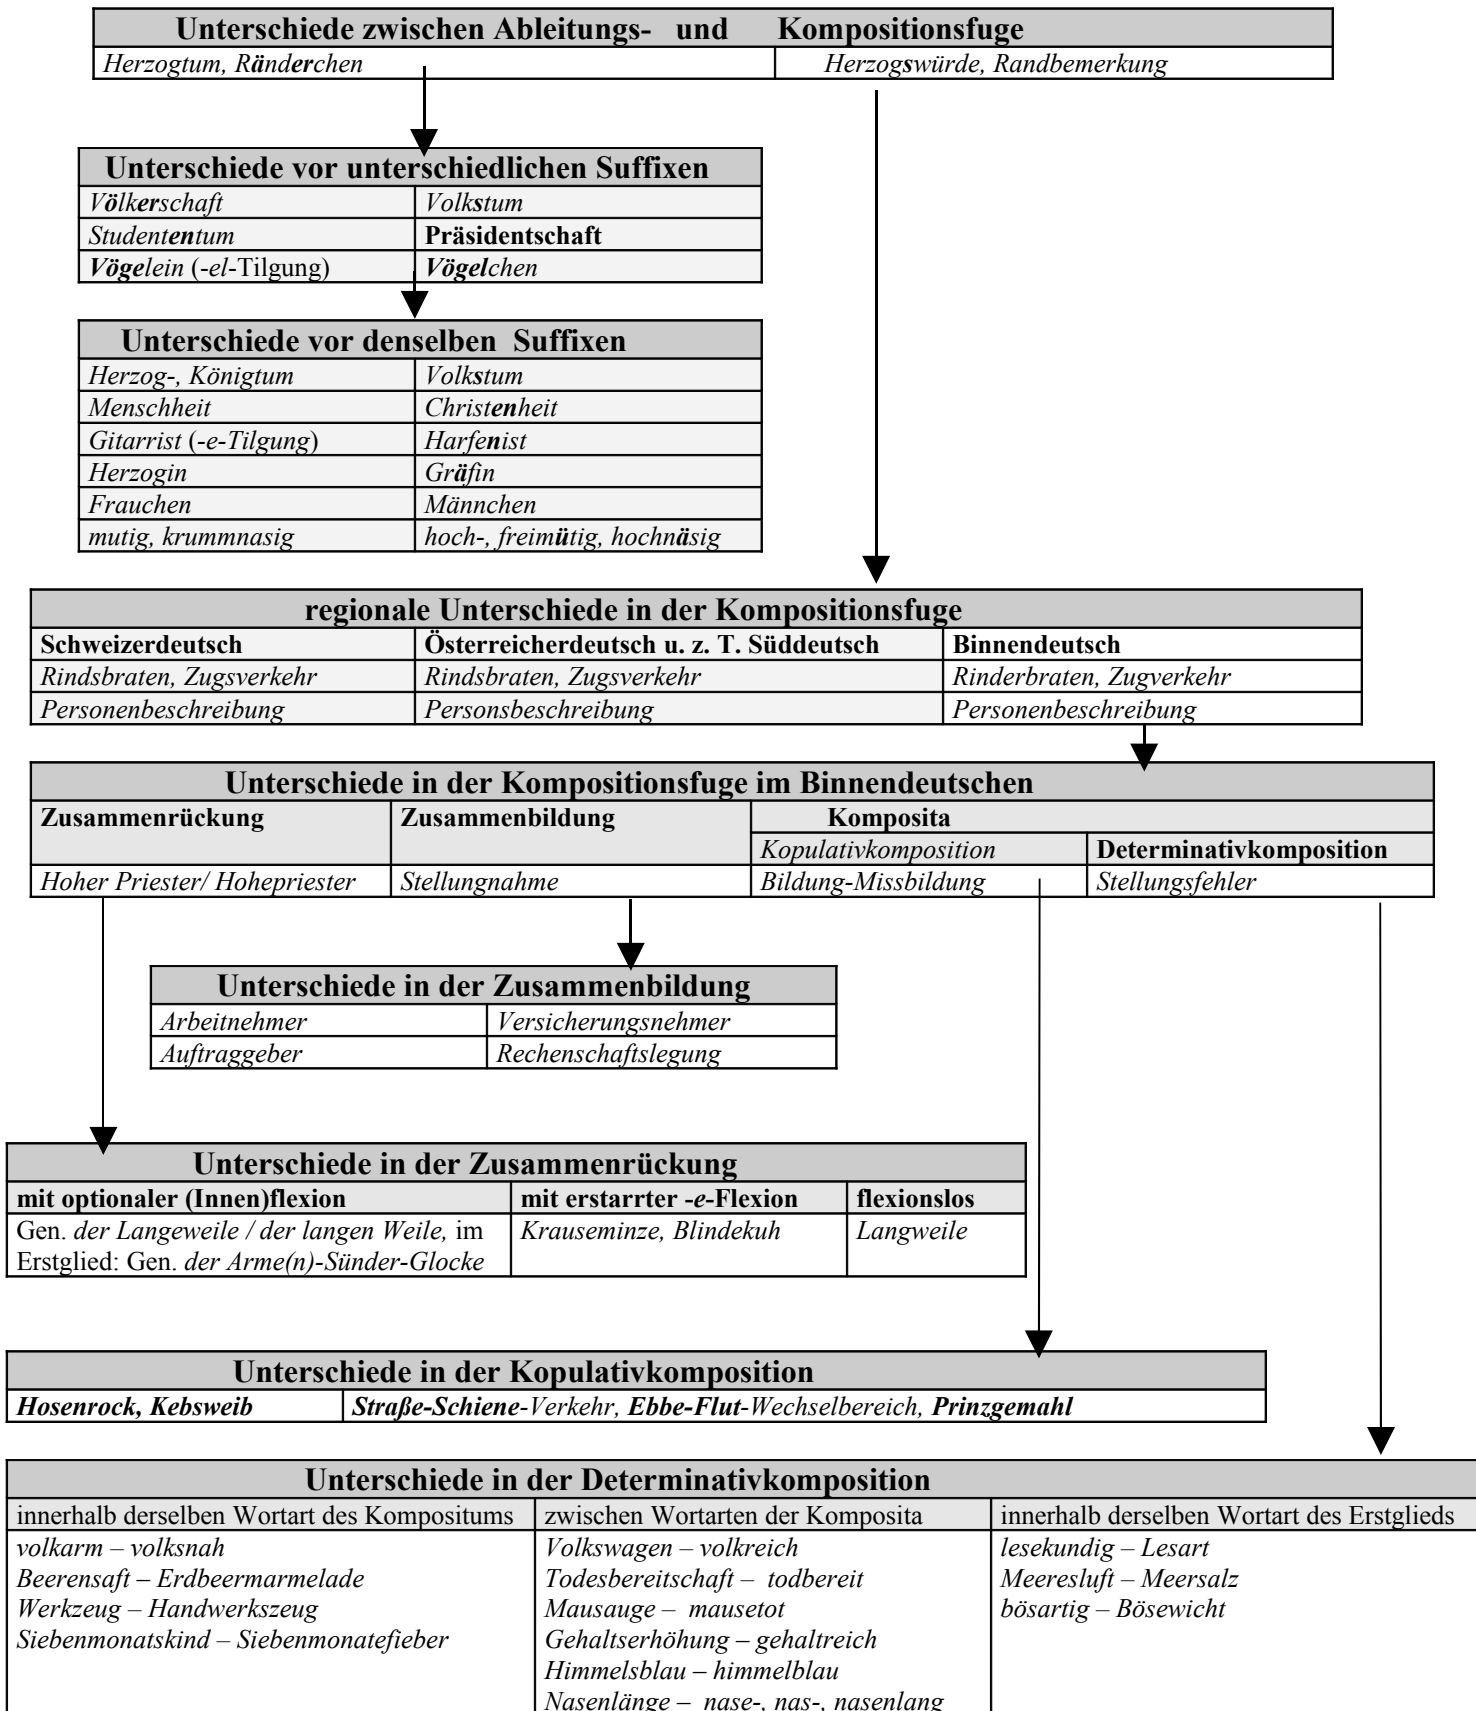 Unterschiede zwischen Ableitungs- und Kompositionsfuge
Herzogtum, Ränderchen Herzogswürde, Randbemerkung
Unterschiede vor unterschiedlichen Suffixen
Völkerschaft Volkstum
Studententum Präsidentschaft
Vögelein (-el-Tilgung) Vögelchen
Unterschiede vor denselben Suffixen
Herzog-, Königtum Volkstum
Menschheit Christenheit
Gitarrist (-e-Tilgung) Harfenist
Herzogin Gräfin
Frauchen Männchen
mutig, krummnasig hoch-, freimütig, hochnäsig
regionale Unterschiede in der Kompositionsfuge
Schweizerdeutsch Österreicherdeutsch u. z. T. Süddeutsch Binnendeutsch
Rindsbraten, Zugsverkehr Rindsbraten, Zugsverkehr Rinderbraten, Zugverkehr
Personenbeschreibung Personsbeschreibung Personenbeschreibung
Unterschiede in der Kompositionsfuge im Binnendeutschen
Zusammenrückung Zusammenbildung Komposita
Kopulativkomposition Determinativkomposition
Hoher Priester/ Hohepriester Stellungnahme Bildung-Missbildung Stellungsfehler
Unterschiede in der Zusammenbildung
Arbeitnehmer Versicherungsnehmer
Auftraggeber Rechenschaftslegung
Unterschiede in der Zusammenrückung
mit optionaler (Innen)flexion mit erstarrter -e-Flexion flexionslos
Gen. der Langeweile / der langen Weile, im Krauseminze, Blindekuh Langweile
Erstglied: Gen. der Arme(n)-Sünder-Glocke
Unterschiede in der Kopulativkomposition
Hosenrock, Kebsweib Straße-Schiene-Verkehr, Ebbe-Flut-Wechselbereich, Prinzgemahl
Unterschiede in der Determinativkomposition
innerhalb derselben Wortart des Kompositums zwischen Wortarten der Komposita innerhalb derselben Wortart des Erstglieds
volkarm – volksnah Volkswagen – volkreich lesekundig – Lesart
Beerensaft – Erdbeermarmelade Todesbereitschaft – todbereit Meeresluft – Meersalz
Werkzeug – Handwerkszeug Mausauge – mausetot bösartig – Bösewicht
Siebenmonatskind – Siebenmonatefieber Gehaltserhöhung – gehaltreich
Himmelsblau – himmelblau
Nasenlänge – nase-, nas-, nasenlang